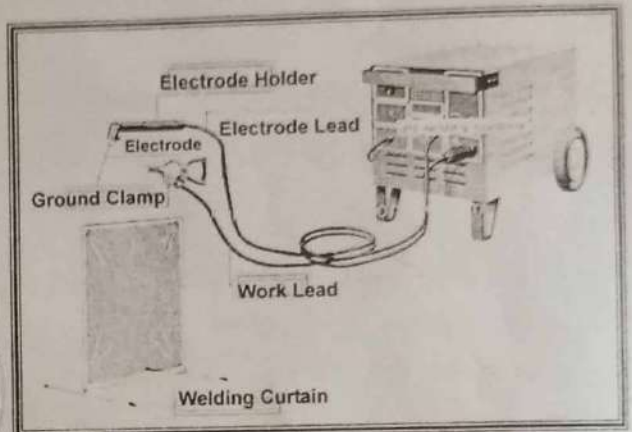 Electrode Holder
Electrode Lead
Electrode
Ground Clamp
Work Lead
Welding Curtain